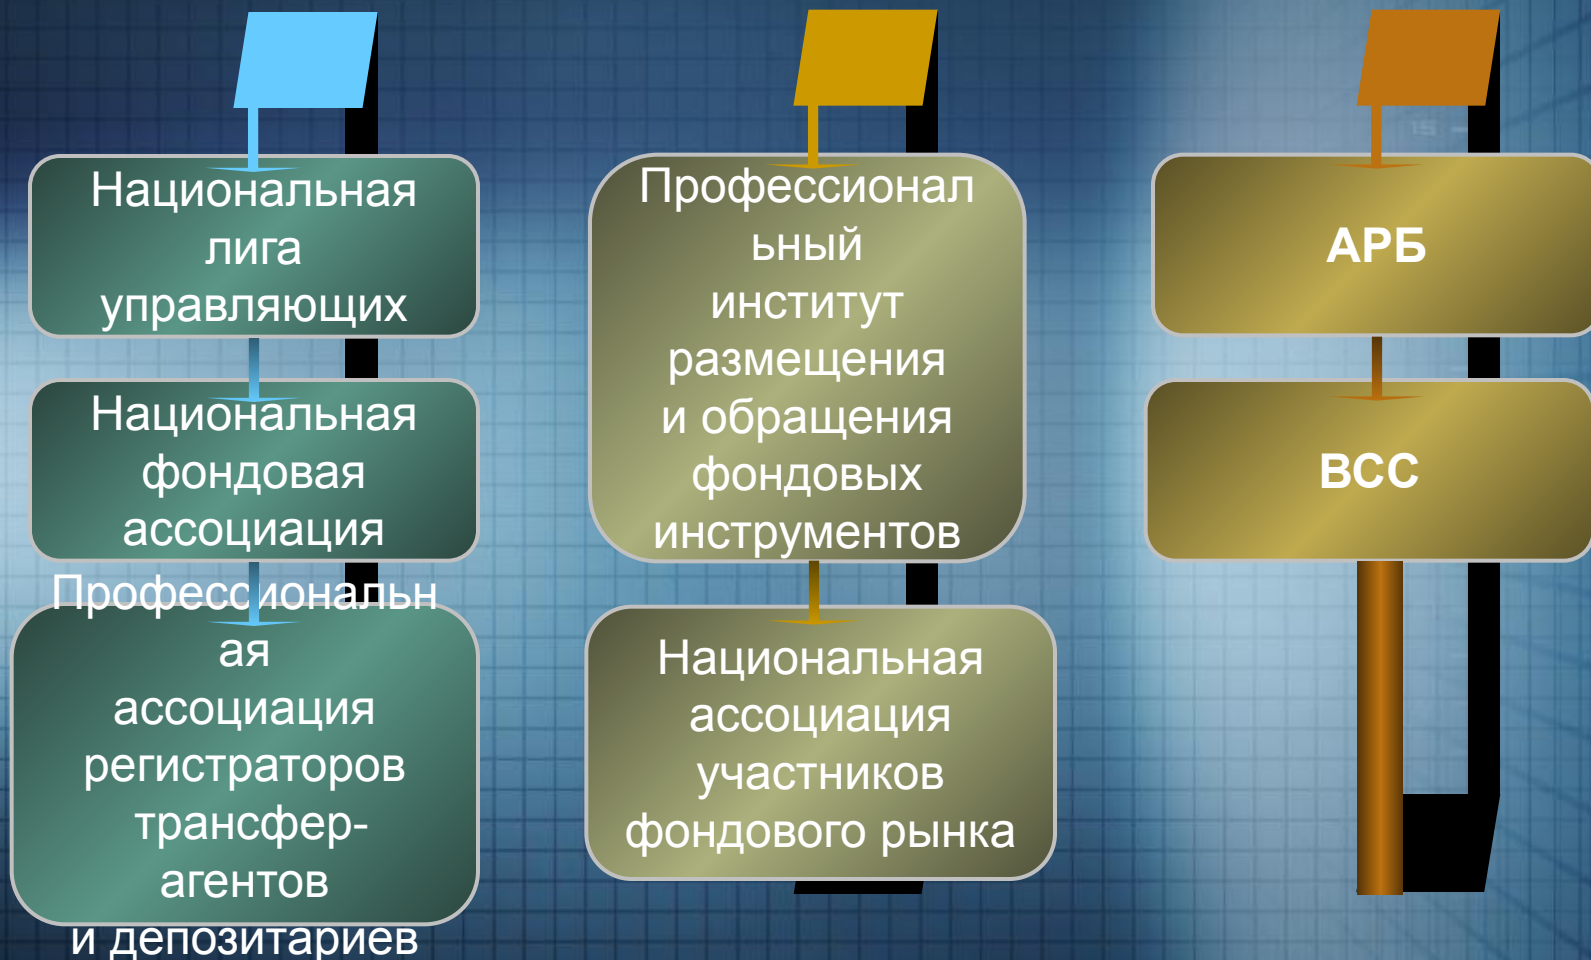 Национальная
лига
управляющих
Национальная
фондовая
ассоциация
Профессиональн
ая
ассоциация
регистраторов
трансфер-
агентов
и депозитариев
Профессионал
ьный
институт
размещения
и обращения
фондовых
инструментов
Национальная
ассоциация
участников
фондового рынка
АРБ
ВСС